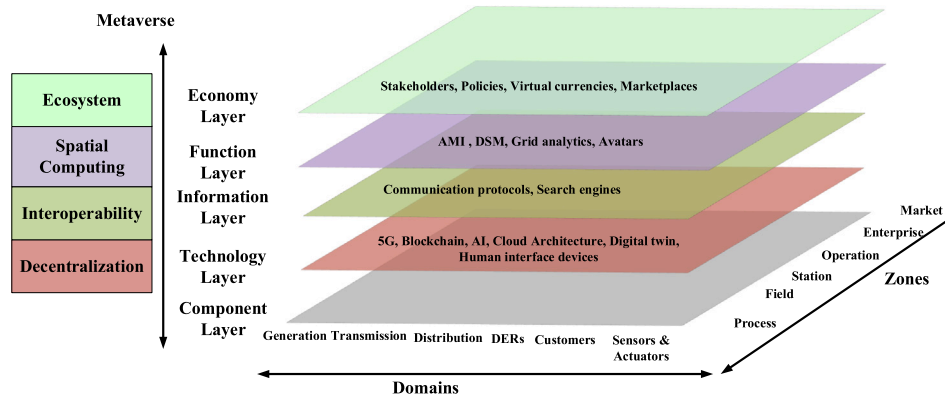 Metaverse
Ecosystem
Spatial
Computing
Interoperability
Decentralization
Economy
Layer
Function
Layer
Information
Layer
Technology
Layer
Component
Layer
Stakeholders, Policies, Virtual currencies, Marketplaces
AMI , DSM, Grid analytics, Avatars
Communication protocols, Search engines
5G, Blockchain, AI, Cloud Architecture, Digital twin,
Human interface devices
Market
Enterprise
Operation
Station
Field
Process
Zones
Generation Transmission Distribution DERs Customers Sensors &
Actuators
Domains